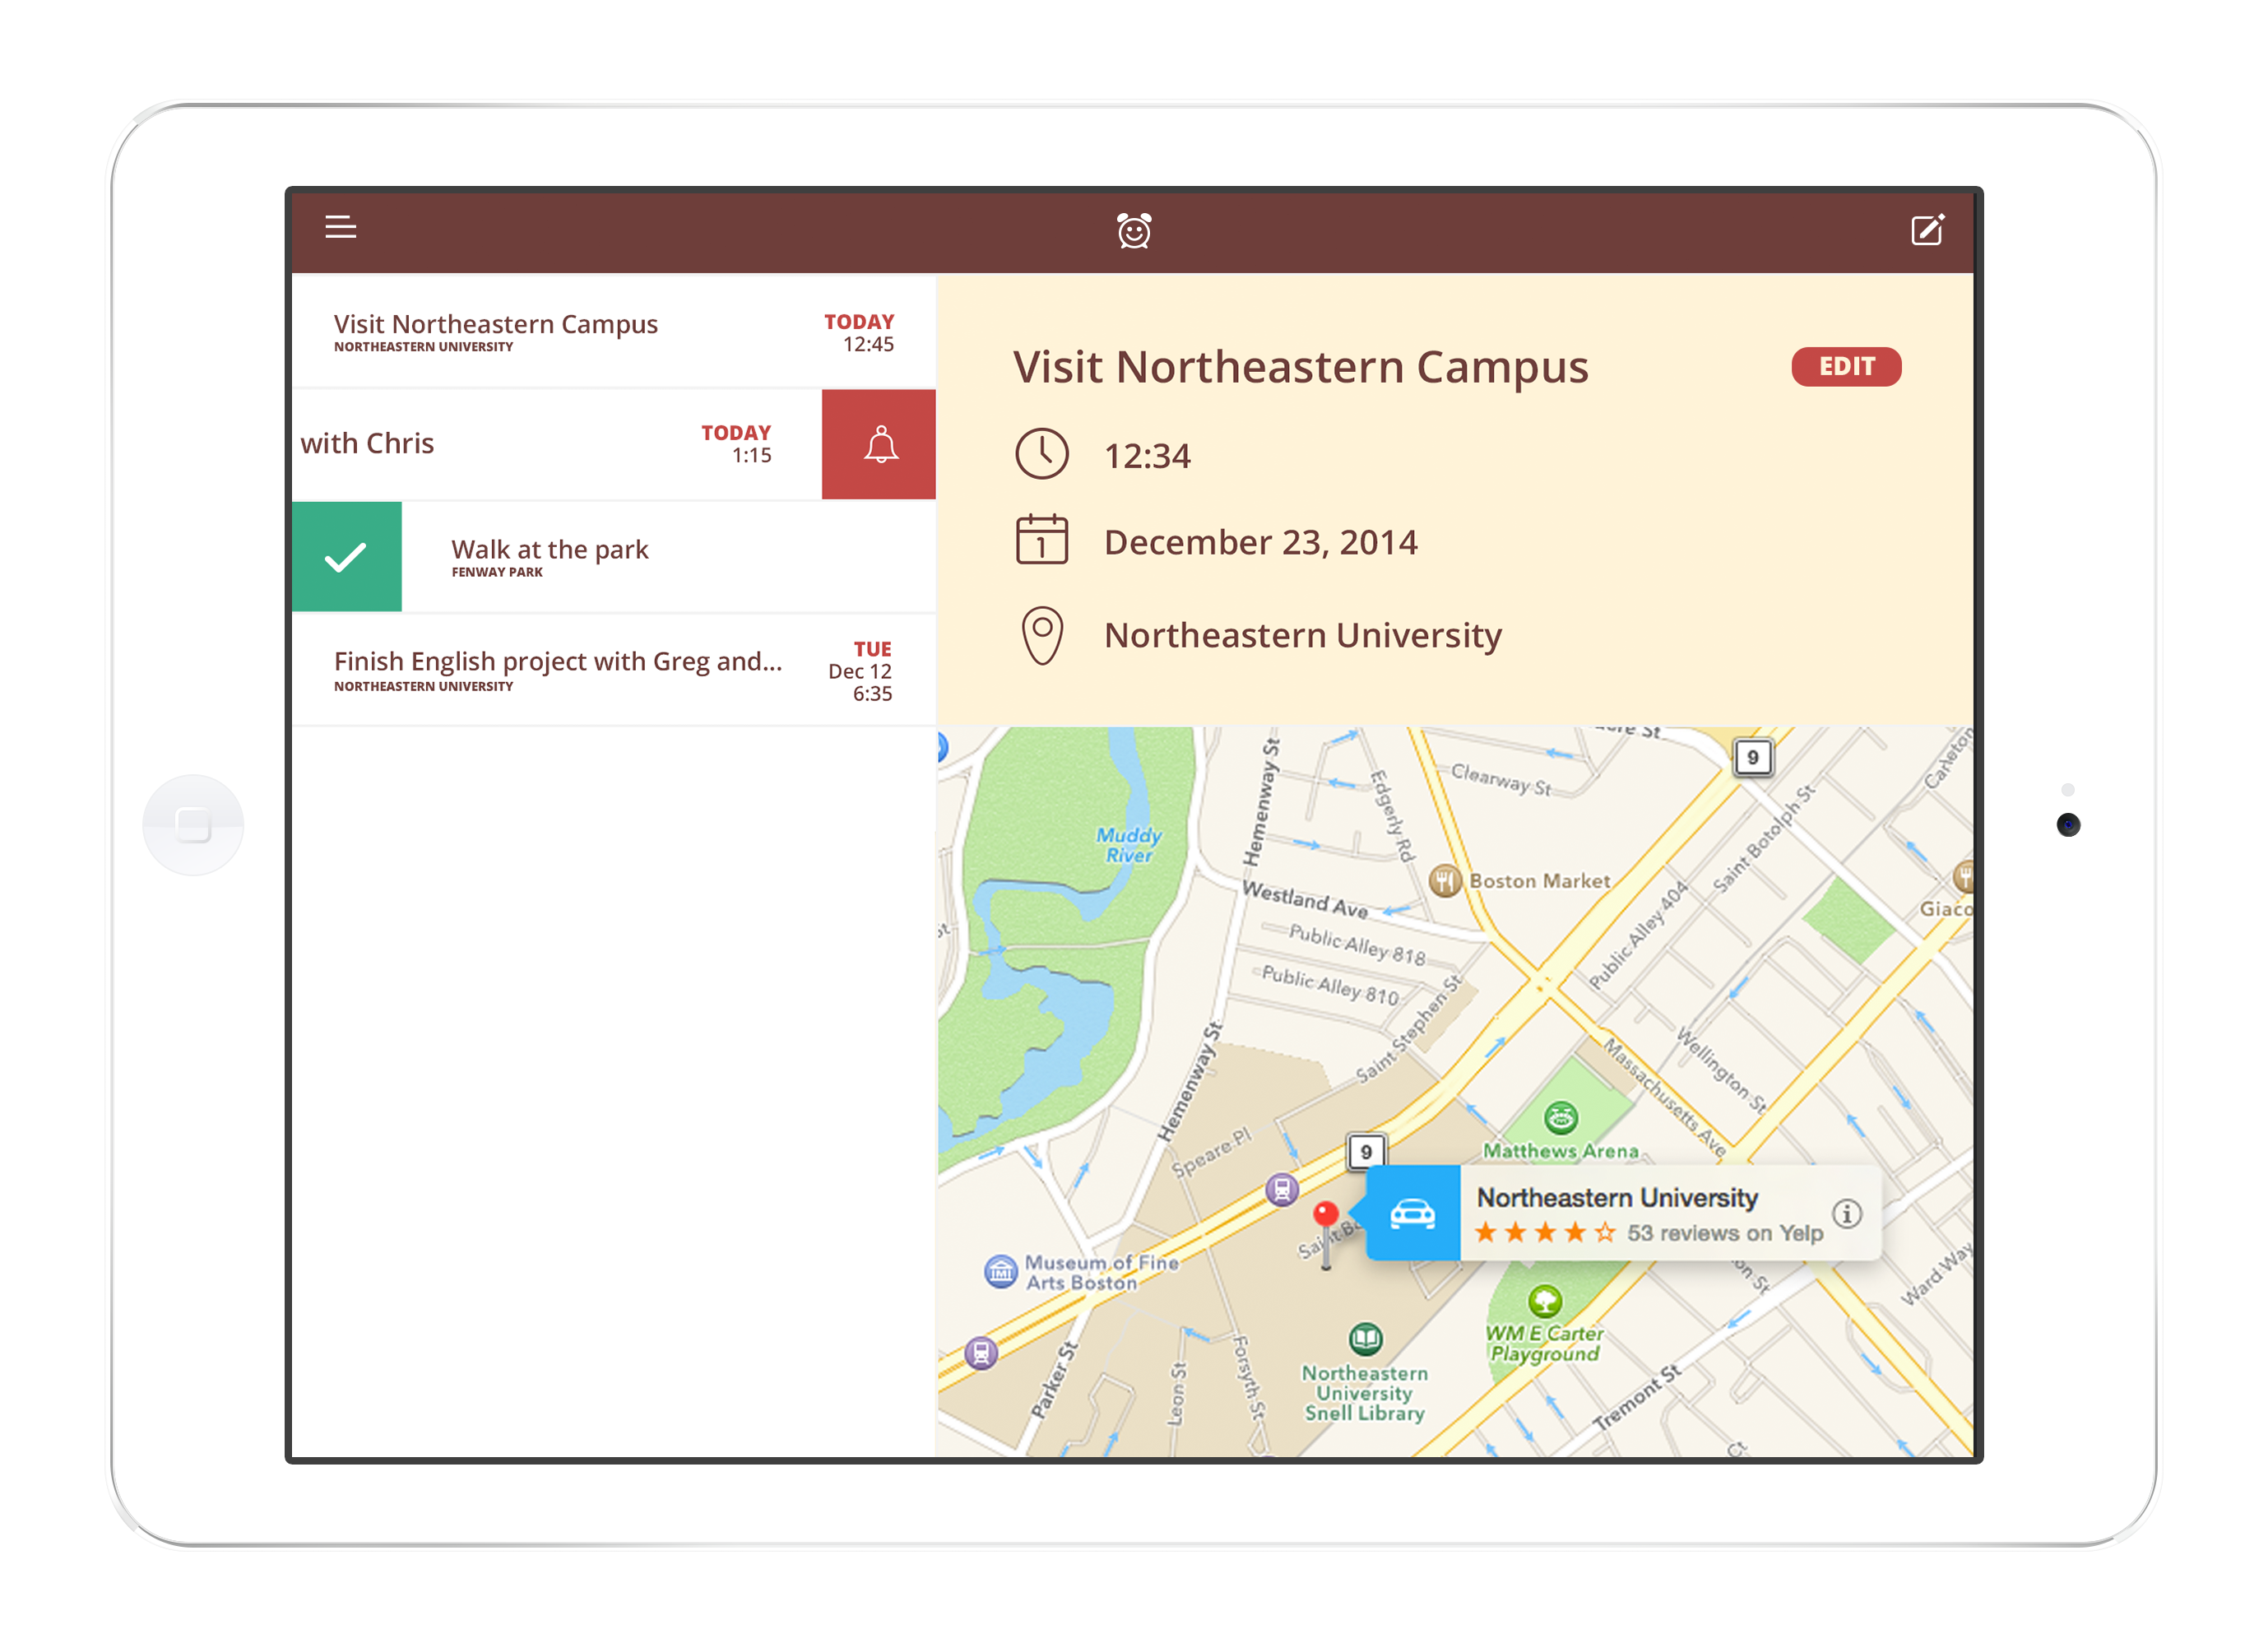 Visit Northeastern Campus
NORTHEASTERN UNIVERSITY
TODAY
12:45
with Chris
TODAY
1:15
Walk at the park
FENWAY PARK
Finish English project with Greg and...
NORTHEASTERN UNIVERSITY
TUE
Dec 12
6:35
Visit Northeastern Campus
EDIT
12:34
1
December 23, 2014
Northeastern University
9
Clearway St
Carleton
Edgerly Rd
Hemenway St
Muddy
River
Saint Botolph St
Boston Market
Westland Ave
Public Alley 404
Giaco
Public Alley 818
Public Alley 810
Saint Stephen St
Hemenway St
Massachusetts Ave
Wellington St
Speare Pl
9
Matthews Arena
Northeastern University
53 reviews on Yelp
Museum of Fine
Arts Boston
Ward Way
WM E Carter
Playground
Parker St
Leon St
Forsyth St
Northeastern
University
Snell Library
Tremont St
Ct